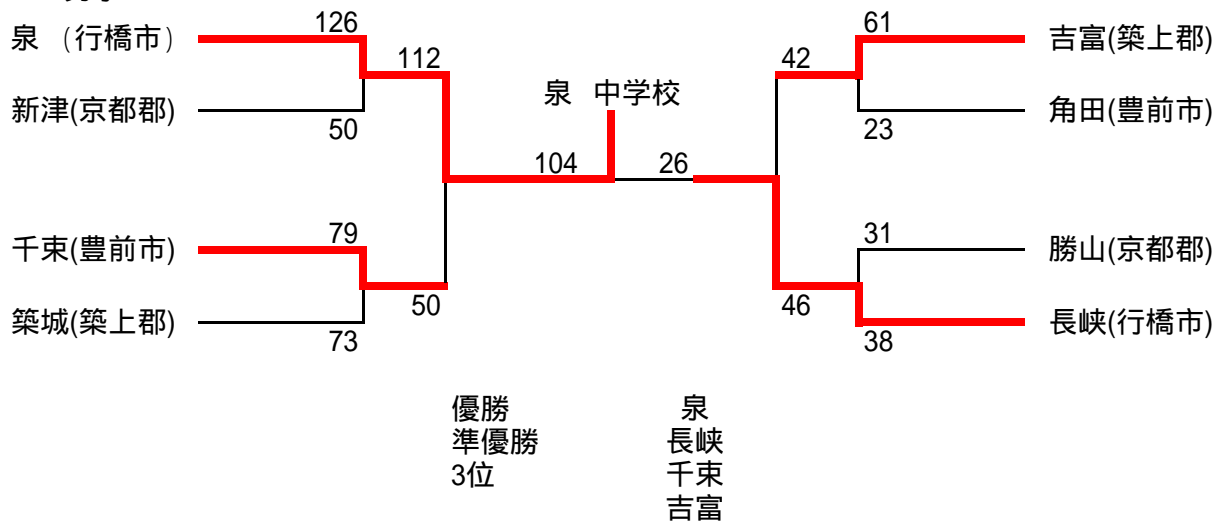 泉 (行橋市)
126
新津(京都郡)
50
112
千束(豊前市)
79
築城(築上郡)
73
50
104
泉 中学校
26
42
61
吉富(築上郡)
角田(豊前市)
23
31
勝山(京都郡)
46
長峡(行橋市)
38
優勝 泉
準優勝 長峡
3位 千束
吉富